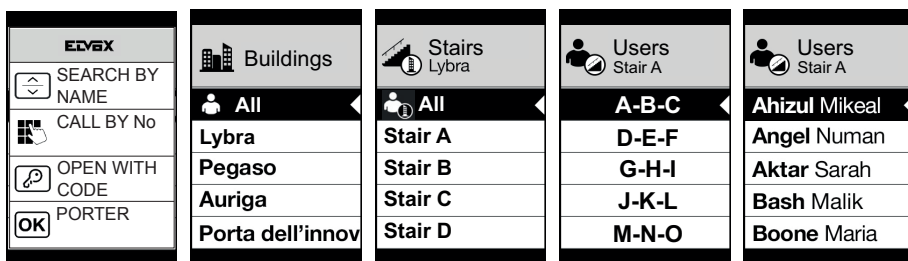 ELVOX
SEARCH BY
NAME
CALL BY No
OPEN WITH
CODE
OK PORTER
Buildings
All
Lybra
Pegaso
Auriga
Porta dell'innov
Stairs
Lybra
All
Stair A
Stair B
Stair C
Stair D
Users
Stair A
A-B-C
D-E-F
G-H-I
J-K-L
M-N-O
Users
Stair A
Ahizul Mikeal
Angel Numan
Aktar Sarah
Bash Malik
Boone Maria